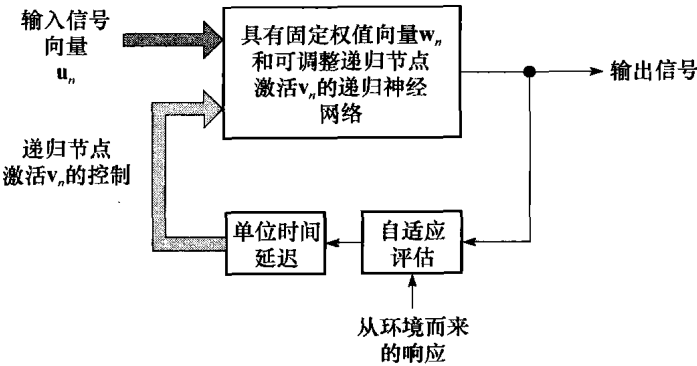 输入信号
向量
uₙ
具有固定权值向量wₙ
和可调整递归节点
激活vₙ的递归神经
网络
输出信号
递归节点
激活vₙ的控制
单位时间
延迟
自适应
评估
从环境而来
的响应